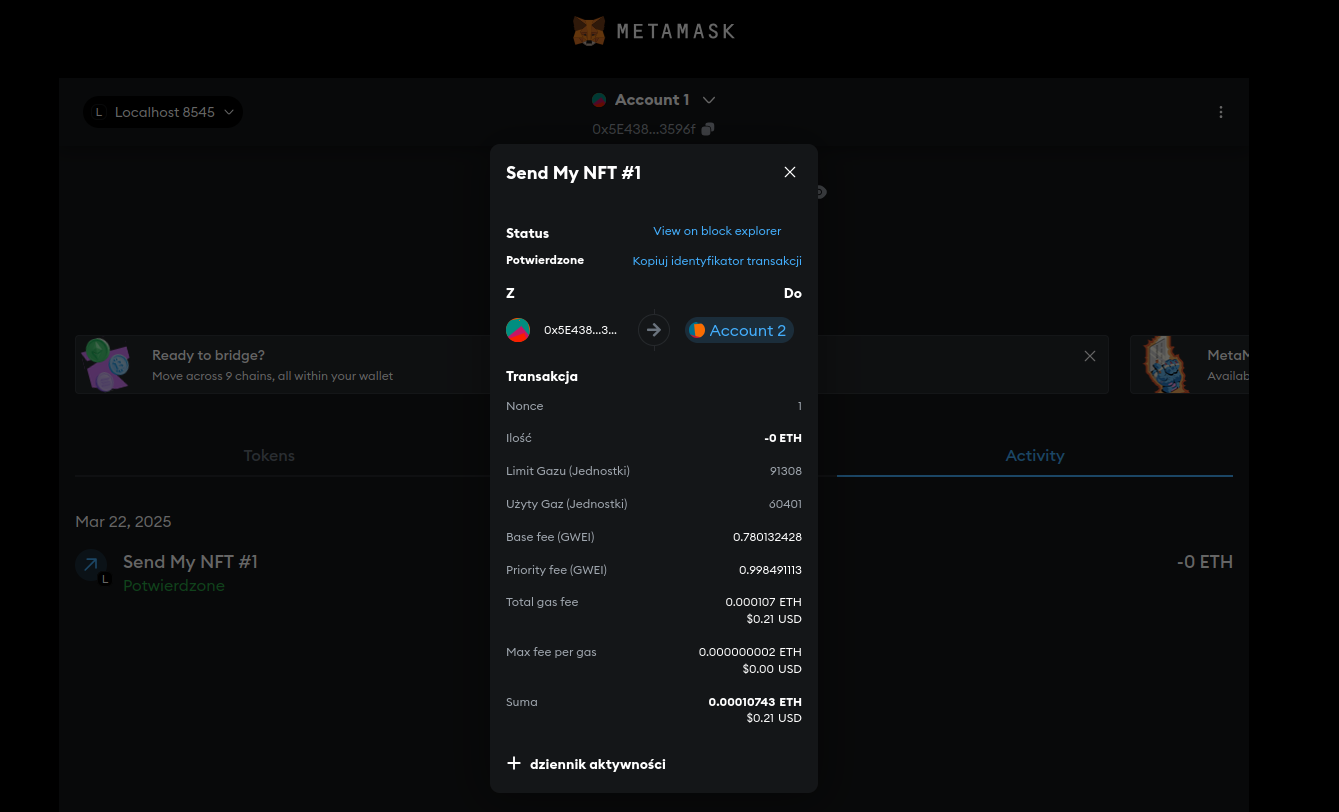 METAMASK
L Localhost 8545
Account 1
0x5E438...3596f
Send My NFT #1
Status
View on block explorer
Potwierdzone
Kopiuj identyfikator transakcji
Z
Do
0x5E438...3...
Account 2
Ready to bridge?
Move across 9 chains, all within your wallet
MetaM
Availab
Transakcja
Nonce
1
Ilość
-0 ETH
Limit Gazu (Jednostki)
91308
Użyty Gaz (Jednostki)
60401
Base fee (GWEI)
0.780132428
Priority fee (GWEI)
0.998491113
Total gas fee
0.000107 ETH
$0.21 USD
Max fee per gas
0.000000002 ETH
$0.00 USD
Suma
0.00010743 ETH
$0.21 USD
dziennik aktywności
Tokens
Activity
Mar 22, 2025
Send My NFT #1
-0 ETH
L
Potwierdzone